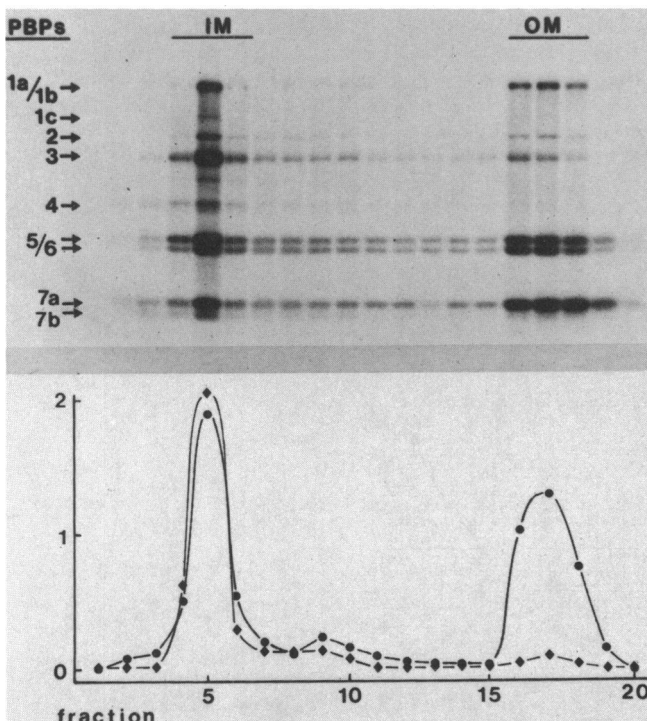 PBPs IM OM
1a/1b→
1c→
2→
3→
4→
5/6→
7a→
7b→
2
1
0
5 10 15 20
fraction